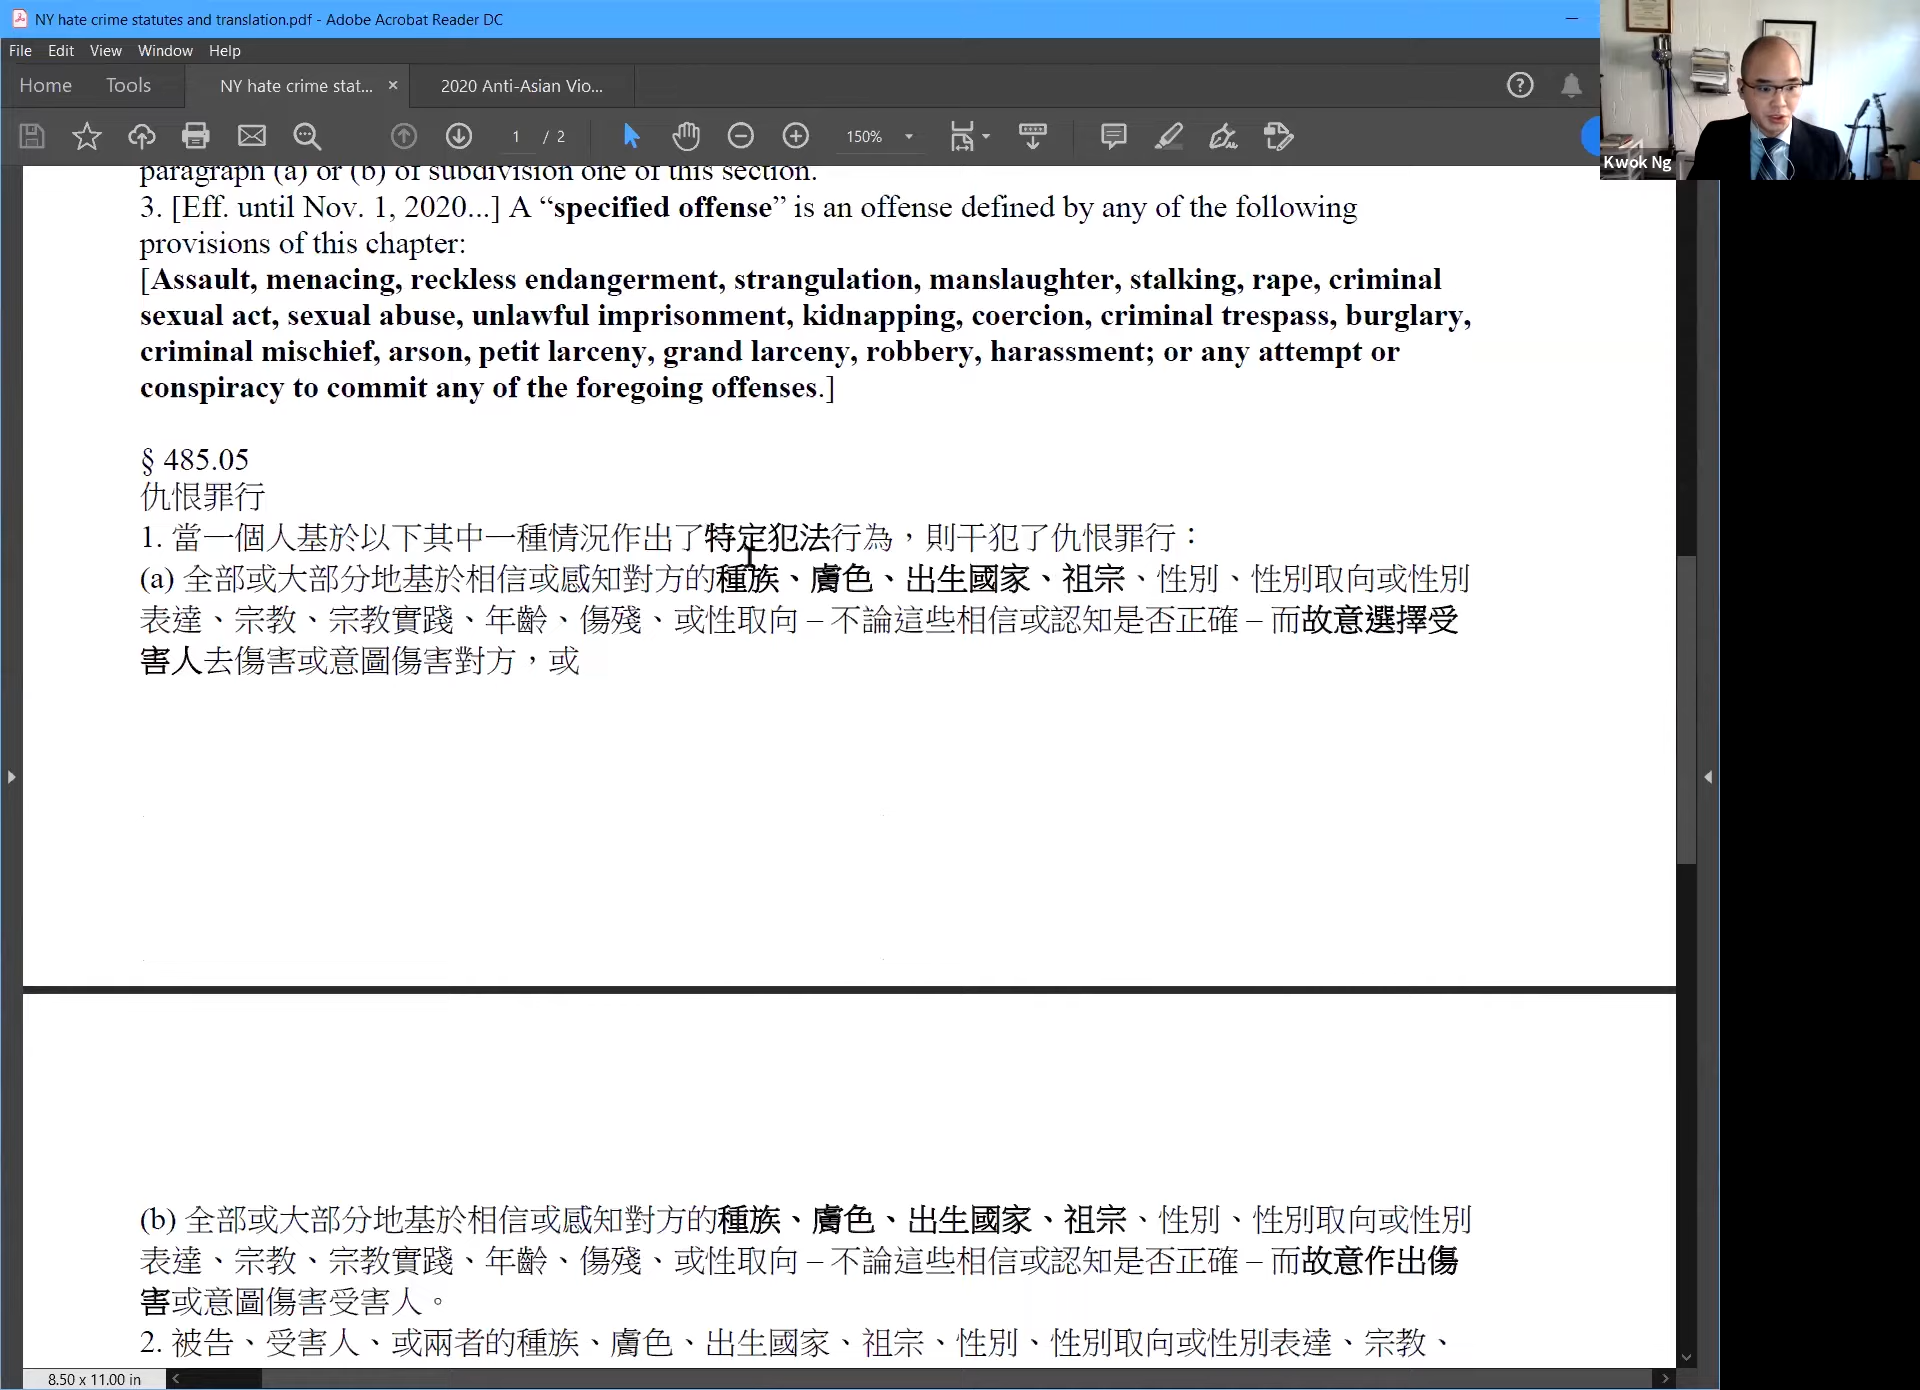 NY hate crime statutes and translation.pdf - Adobe Acrobat Reader DC
File Edit View Window Help
Home Tools NY hate crime stat... × 2020 Anti-Asian Vio...
1 / 2 150%
Kwok Ng
paragraph (a) or (b) of subdivision one of this section.
3. [Eff. until Nov. 1, 2020...] A “specified offense” is an offense defined by any of the following
provisions of this chapter:
[Assault, menacing, reckless endangerment, strangulation, manslaughter, stalking, rape, criminal
sexual act, sexual abuse, unlawful imprisonment, kidnapping, coercion, criminal trespass, burglary,
criminal mischief, arson, petit larceny, grand larceny, robbery, harassment; or any attempt or
conspiracy to commit any of the foregoing offenses.]
§ 485.05
仇恨罪行
1. 當一個人基於以下其中一種情況作出了特定犯法行為，則干犯了仇恨罪行：
(a) 全部或大部分地基於相信或感知對方的種族、膚色、出生國家、祖宗、性別、性別取向或性別
表達、宗教、宗教實踐、年齡、傷殘、或性取向 – 不論這些相信或認知是否正確 – 而故意選擇受
害人去傷害或意圖傷害對方，或
(b) 全部或大部分地基於相信或感知對方的種族、膚色、出生國家、祖宗、性別、性別取向或性別
表達、宗教、宗教實踐、年齡、傷殘、或性取向 – 不論這些相信或認知是否正確 – 而故意作出傷
害或意圖傷害受害人。
2. 被告、受害人、或兩者的種族、膚色、出生國家、祖宗、性別、性別取向或性別表達、宗教、
8.50 x 11.00 in